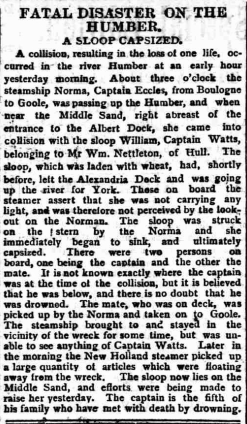 FATAL DISASTER ON THE
HUMBER.
A SLOOP CAPSIZED.
A collision, resulting in the loss of one life, oc-
curred in the river Humber at an early hour
yesterday morning. About three o'clock the
steamship Norma, Captain Eccles, from Boulogne
to Goole, was passing up the Humber, and when
near the Middle Sand, right abreast of the
entrance to the Albert Dock, she came into
collision with the sloop William, Captain Watts,
belonging to Mr Wm. Nettleton, of Hull. The
sloop, which was laden with wheat, had, shortly
before, left the Alexandra Dock and was going
up the river for York. These on board the
steamer assert that she was not carrying any
light, and was therefore not perceived by the look-
out on the Norman. The sloop was struck
on the stern by the Norma and she
immediately began to sink, and ultimately
capsized. There were two persons on
board, one being the captain and the other the
mate. It is not known exactly where the captain
was at the time of the collision, but it is believed
that he was below, and there is no doubt that he
was drowned. The mate, who was on deck, was
picked up by the Norma and taken on to Goole.
The steamship brought to and stayed in the
vicinity of the wreck for some time, but was un-
able to see anything of Captain Watts. Later in
the morning the New Holland steamer picked up
a large quantity of articles which were floating
away from the wreck. The sloop now lies on the
Middle Sand, and efforts were being made to
raise her yesterday. The captain is the fifth of
his family who have met with death by drowning.